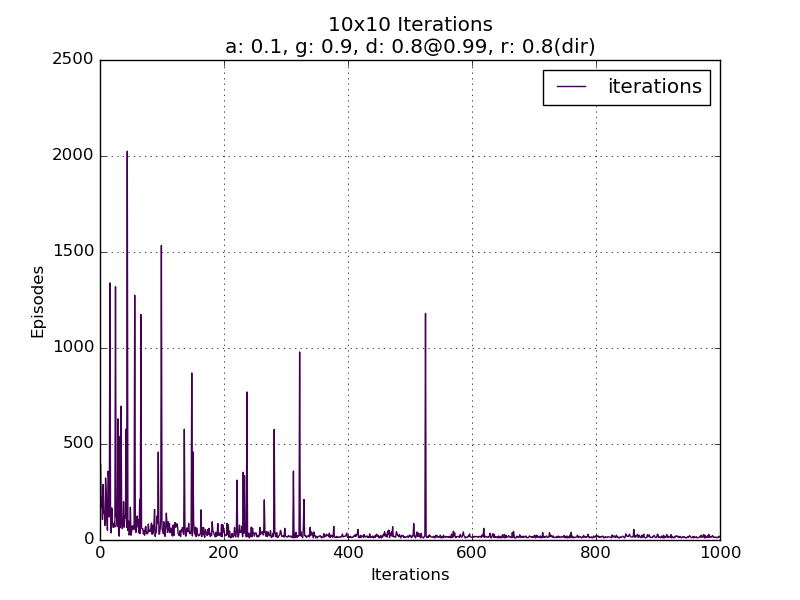 10x10 Iterations
a: 0.1, g: 0.9, d: 0.8@0.99, r: 0.8(dir)
2500
iterations
2000
1500
Episodes
1000
500
0
0
200
400
600
800
1000
Iterations